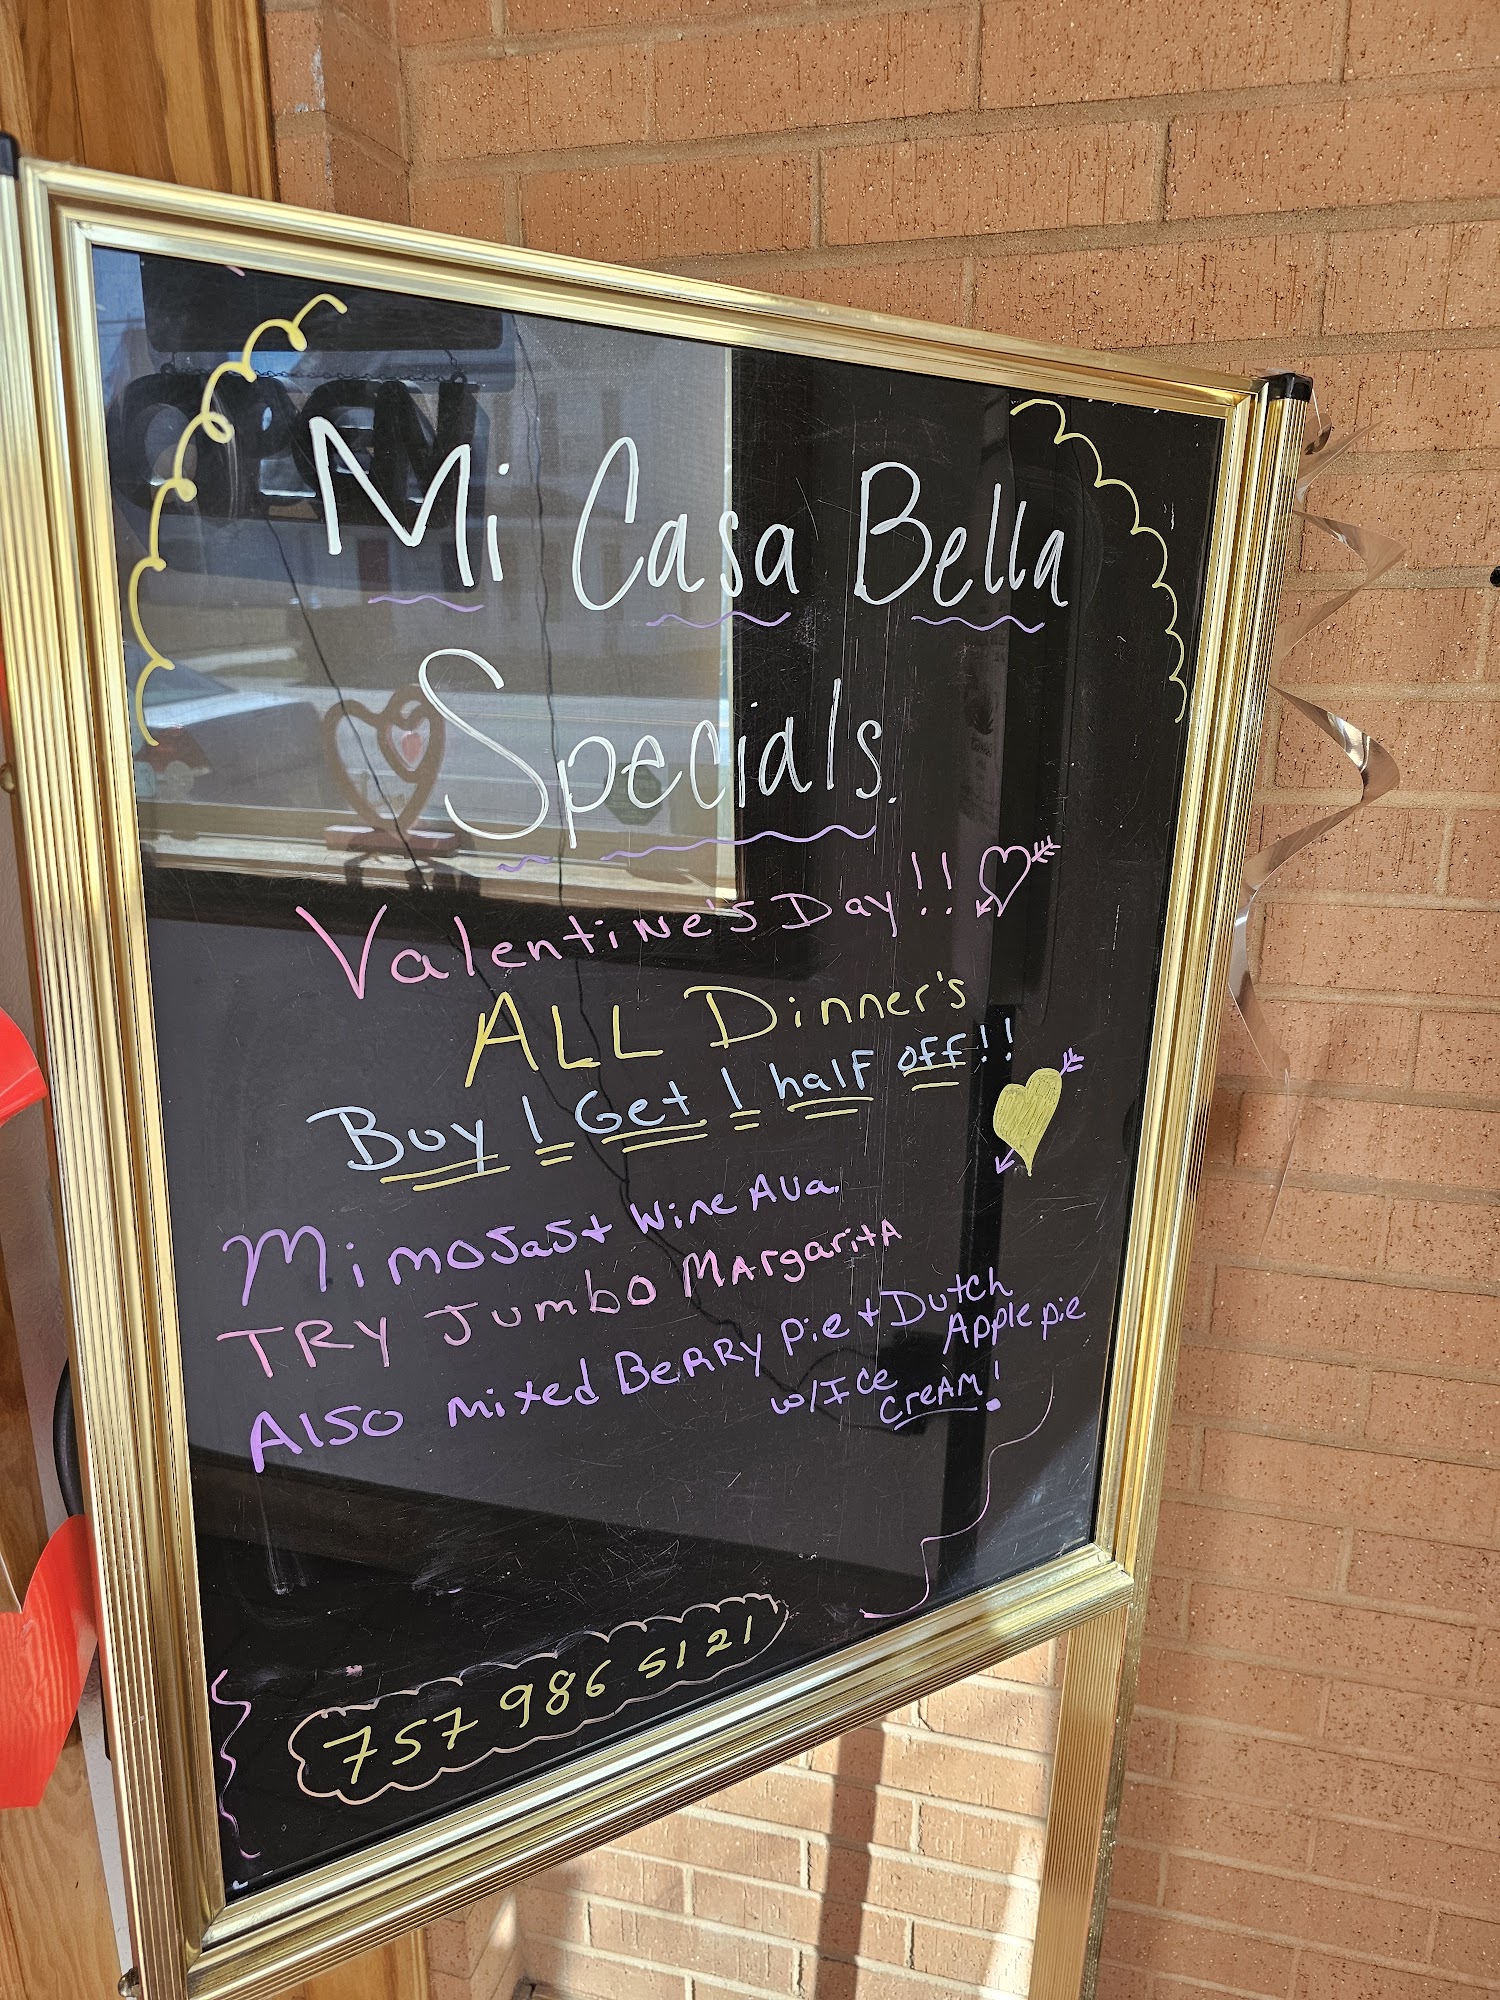 OPEN
Mi Casa Bella
Specials.
Valentine's Day!!
ALL Dinner's
Buy 1 Get 1 half off!!
Mimosas + Wine Ava.
TRY Jumbo MArgaritA
Also mixed BeRRy pie + Dutch
Apple pie
w/ICe
CreAM!
757 986 5121